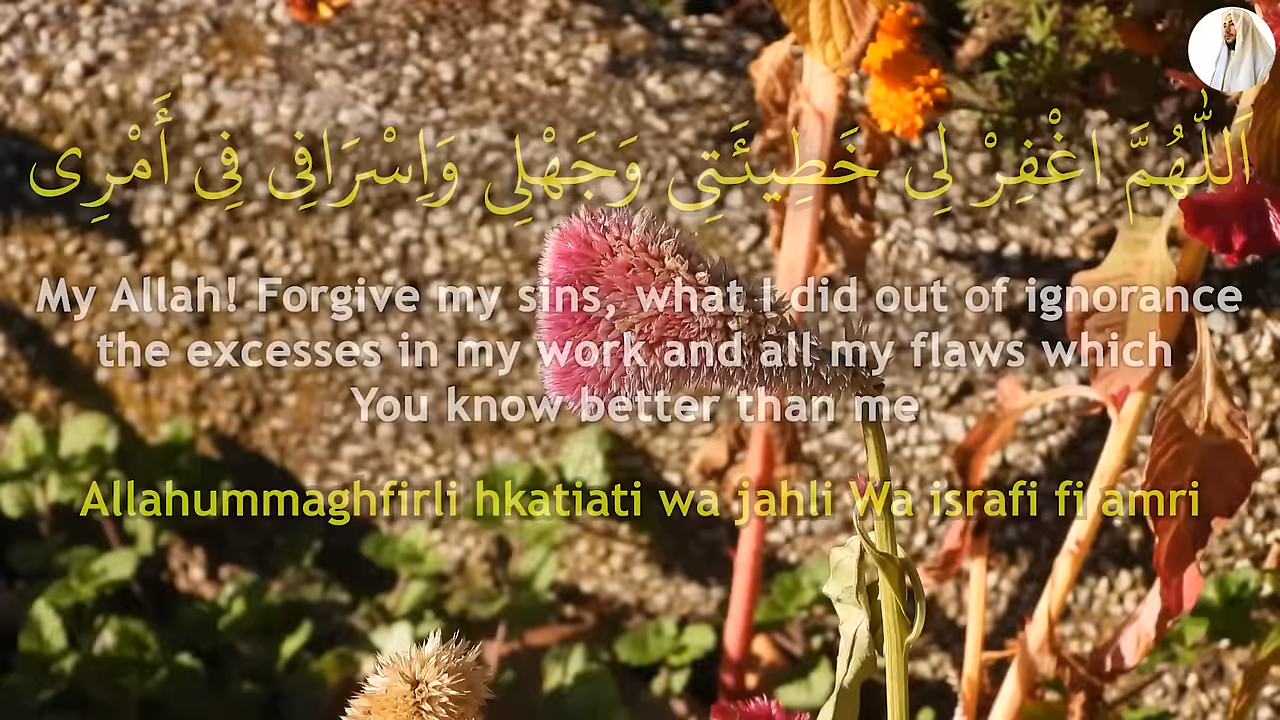 اَللّٰهُمَّ اغْفِرْ لِى خَطِيئَتِى وَجَهْلِى وَاِسْرَافِى فِى أَمْرِى
My Allah! Forgive my sins, what I did out of ignorance
the excesses in my work and all my flaws which
You know better than me
Allahummaghfirli hkatiati wa jahli Wa israfi fi amri